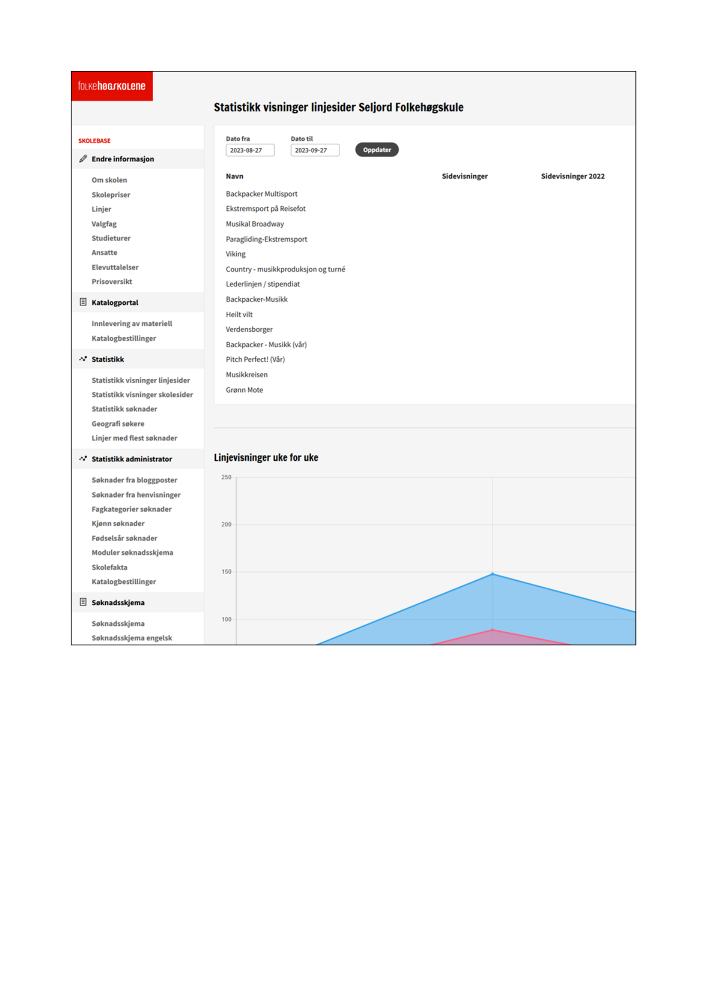 folkehøgskolene
Statistikk visninger linjesider Seljord Folkehøgskule
SKOLEBASE
Endre informasjon
Om skolen
Skolepriser
Linjer
Valgfag
Studieturer
Ansatte
Elevuttalelser
Prisoversikt
Katalogportal
Innlevering av materiell
Katalogbestillinger
Statistikk
Statistikk visninger linjesider
Statistikk visninger skolesider
Statistikk søknader
Geografi søkere
Linjer med flest søknader
Statistikk administrator
Søknader fra bloggposter
Søknader fra henvisninger
Fagkategorier søknader
Kjønn søknader
Fødselsår søknader
Moduler søknadsskjema
Skolefakta
Katalogbestillinger
Søknadsskjema
Søknadsskjema
Søknadsskjema engelsk
Dato fra Dato til
2023-08-27 2023-09-27 Oppdater
Navn Sidevisninger Sidevisninger 2022
Backpacker Multisport
Ekstremsport på Reisefot
Musikal Broadway
Paragliding-Ekstremsport
Viking
Country - musikkproduksjon og turné
Lederlinjen / stipendiat
Backpacker-Musikk
Heilt vilt
Verdensborger
Backpacker - Musikk (vår)
Pitch Perfect! (Vår)
Musikkreisen
Grønn Mote
Linjevisninger uke for uke
250
200
150
100